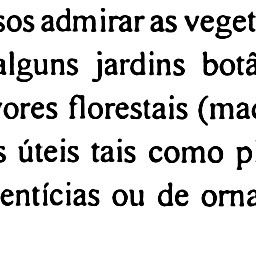 sos admirar as veget
alguns jardins botâ
vores florestais (mad
s úteis tais como pl
entícias ou de orna